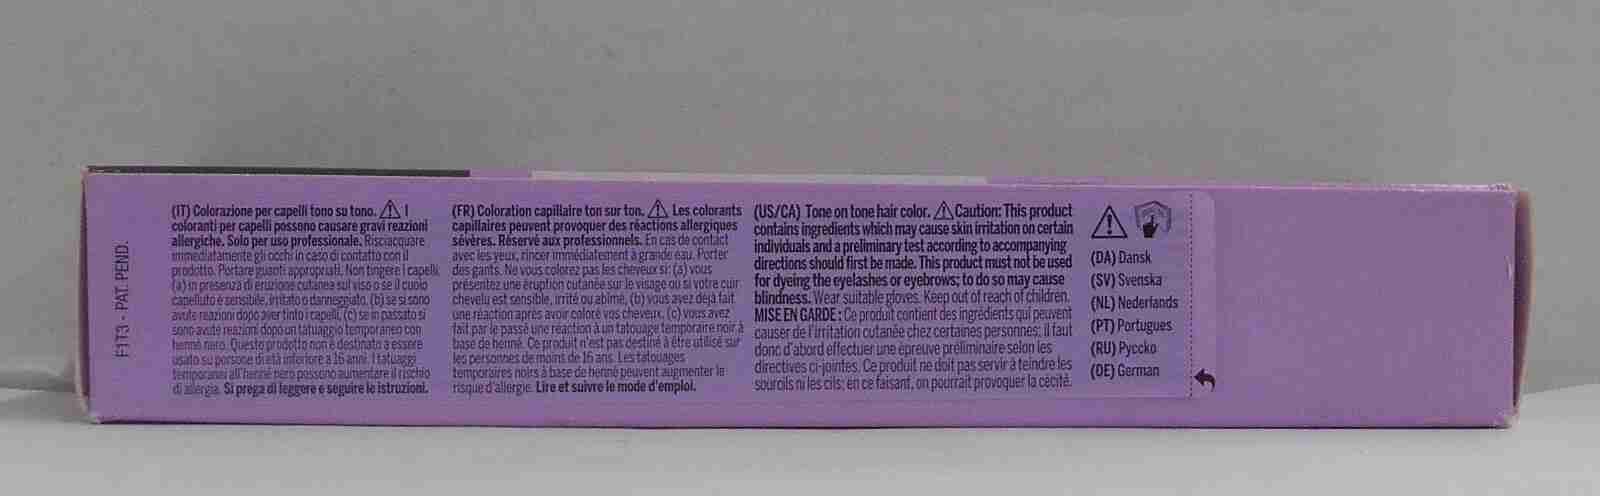 F1T3 - PAT. PEND.
(IT) Colorazione per capelli tono su tono. ⚠ I
coloranti per capelli possono causare gravi reazioni
allergiche. Solo per uso professionale. Risciacquare
immediatamente gli occhi in caso di contatto con il
prodotto. Portare guanti appropriati. Non tingere i capelli:
(a) in presenza di eruzione cutanea sul viso o se il cuoio
capelluto è sensibile, irritato o danneggiato, (b) se si sono
avute reazioni dopo aver tinto i capelli, (c) se in passato si
sono avute reazioni dopo un tatuaggio temporaneo con
henné nero. Questo prodotto non è destinato a essere
usato su persone di età inferiore a 16 anni. I tatuaggi
temporanei all'henné nero possono aumentare il rischio
di allergia. Si prega di leggere e seguire le istruzioni.
(FR) Coloration capillaire ton sur ton. ⚠ Les colorants
capillaires peuvent provoquer des réactions allergiques
sévères. Réservé aux professionnels. En cas de contact
avec les yeux, rincer immédiatement à grande eau. Porter
des gants. Ne vous colorez pas les cheveux si: (a) vous
présentez une éruption cutanée sur le visage ou si votre cuir
chevelu est sensible, irrité ou abîmé, (b) vous avez déjà fait
une réaction après avoir coloré vos cheveux, (c) vous avez
fait par le passé une réaction à un tatouage temporaire noir à
base de henné. Ce produit n'est pas destiné à être utilisé sur
les personnes de moins de 16 ans. Les tatouages
temporaires noirs à base de henné peuvent augmenter le
risque d'allergie. Lire et suivre le mode d'emploi.
(US/CA) Tone on tone hair color. ⚠ Caution: This product
contains ingredients which may cause skin irritation on certain
individuals and a preliminary test according to accompanying
directions should first be made. This product must not be used
for dyeing the eyelashes or eyebrows; to do so may cause
blindness. Wear suitable gloves. Keep out of reach of children.
MISE EN GARDE : Ce produit contient des ingrédients qui peuvent
causer de l'irritation cutanée chez certaines personnes; il faut
donc d'abord effectuer une épreuve préliminaire selon les
directives ci-jointes. Ce produit ne doit pas servir à teindre les
sourcils ni les cils; en ce faisant, on pourrait provoquer la cécité.
(DA) Dansk
(SV) Svenska
(NL) Nederlands
(PT) Portugues
(RU) Русско
(DE) German